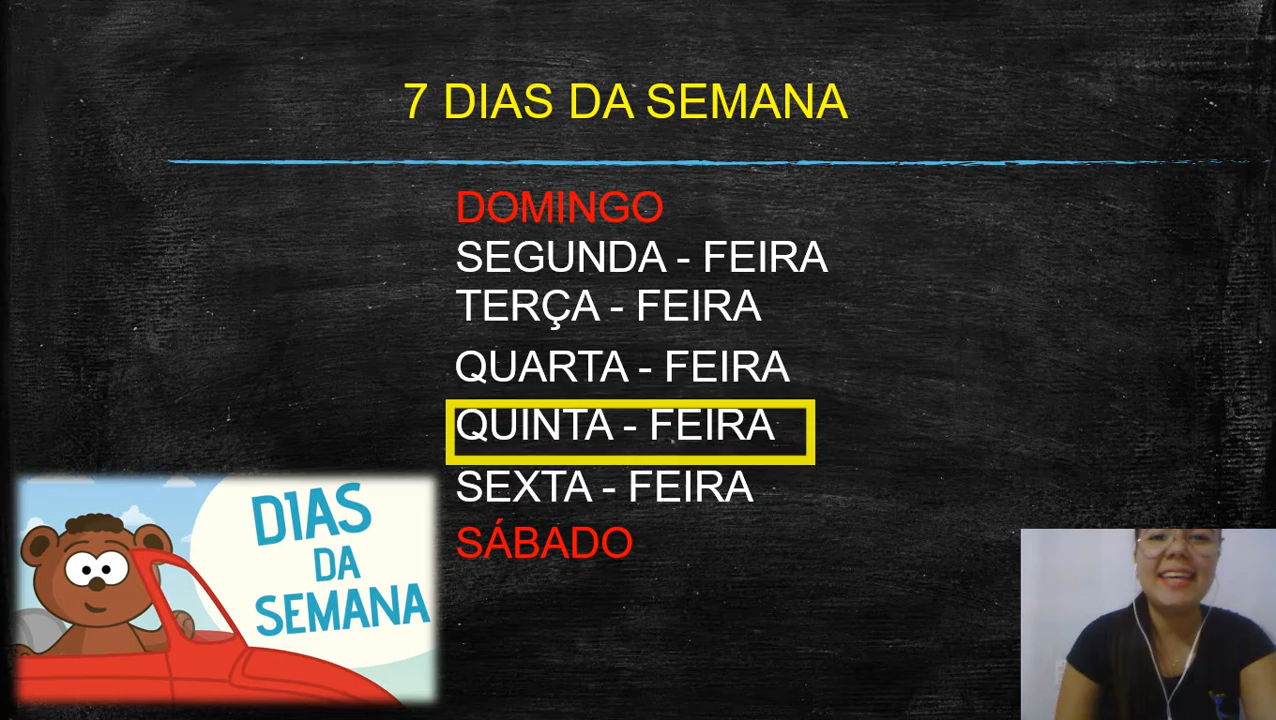 7 DIAS DA SEMANA
DOMINGO
SEGUNDA - FEIRA
TERÇA - FEIRA
QUARTA - FEIRA
QUINTA - FEIRA
SEXTA - FEIRA
SÁBADO
DIAS
DA
SEMANA